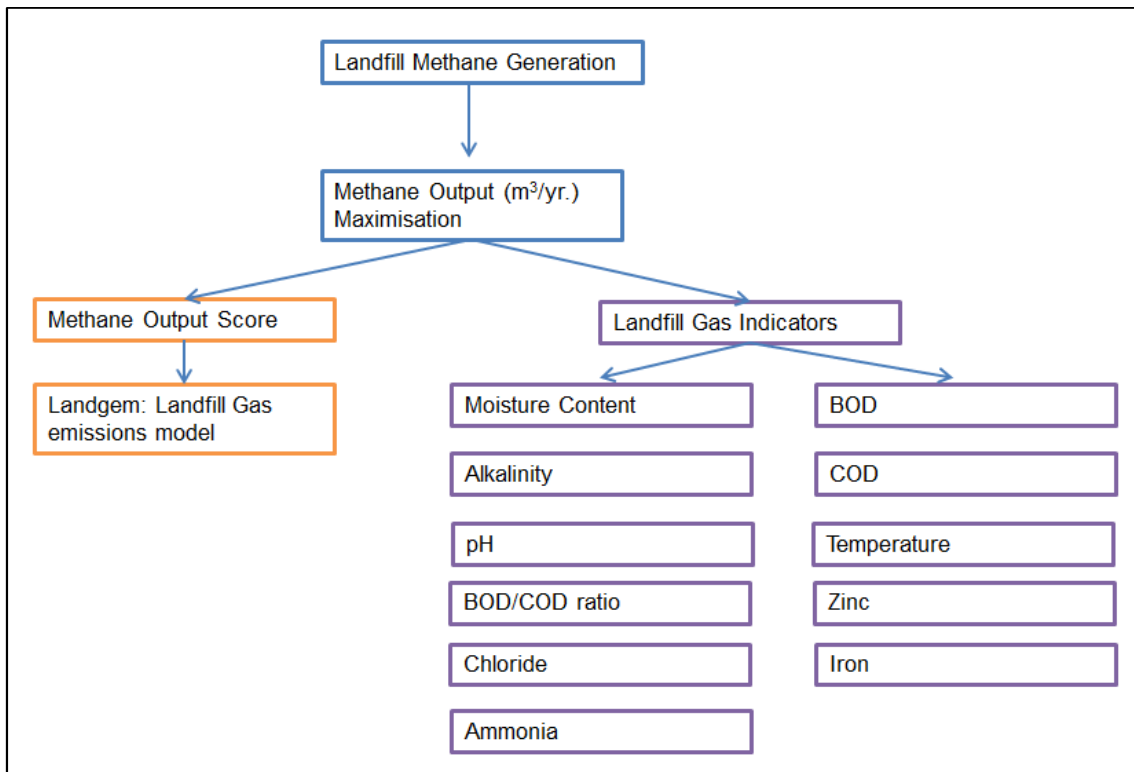 Landfill Methane Generation
Methane Output (m³/yr.)
Maximisation
Methane Output Score
Landfill Gas Indicators
Landgem: Landfill Gas
emissions model
Moisture Content
BOD
Alkalinity
COD
pH
Temperature
BOD/COD ratio
Zinc
Chloride
Iron
Ammonia